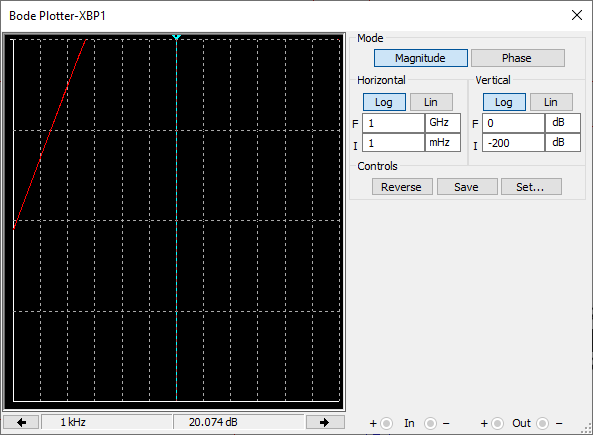 Bode Plotter-XBP1
Mode
Magnitude Phase
Horizontal Vertical
Log Lin Log Lin
F 1 GHz F 0 dB
I 1 mHz I -200 dB
Controls
Reverse Save Set...
1 kHz 20.074 dB
+ In − + Out −